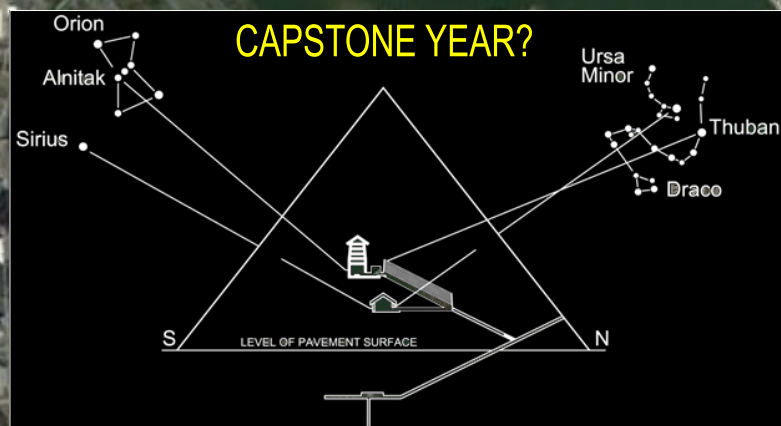 CAPSTONE YEAR?
Orion
Alnitak
Sirius
Ursa
Minor
Thuban
Draco
S
LEVEL OF PAVEMENT SURFACE
N